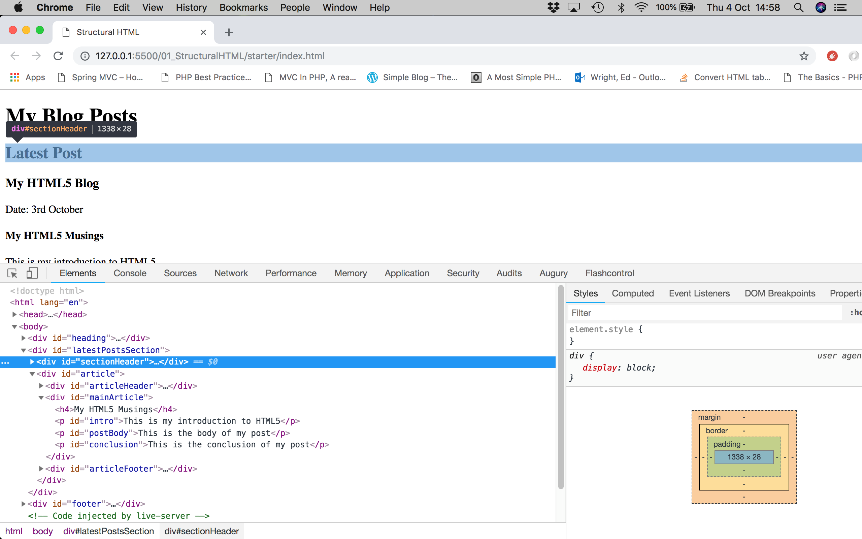 Chrome File Edit View History Bookmarks People Window Help 100% Thu 4 Oct 14:58
Structural HTML
127.0.0.1:5500/01_StructuralHTML/starter/index.html
Apps Spring MVC – Ho... PHP Best Practice... MVC In PHP, A rea... Simple Blog – The... A Most Simple PH... Wright, Ed - Outlo... Convert HTML tab... The Basics - PHP
My Blog Posts
div#sectionHeader | 1338 × 28
Latest Post
My HTML5 Blog
Date: 3rd October
My HTML5 Musings
This is my introduction to HTML5
Elements Console Sources Network Performance Memory Application Security Audits Augury Flashcontrol
<!doctype html>
<html lang="en">
<head>…</head>
<body>
<div id="heading">…</div>
<div id="latestPostsSection">
<div id="sectionHeader">…</div> == $0
<div id="article">
<div id="articleHeader">…</div>
<div id="mainArticle">
<h4>My HTML5 Musings</h4>
<p id="intro">This is my introduction to HTML5</p>
<p id="postBody">This is the body of my post</p>
<p id="conclusion">This is the conclusion of my post</p>
</div>
<div id="articleFooter">…</div>
</div>
</div>
<div id="footer">…</div>
<!-- Code injected by live-server -->
html body div#latestPostsSection div#sectionHeader
Styles Computed Event Listeners DOM Breakpoints Properti
Filter :ho
element.style {
}
div { user agen
display: block;
}
margin -
border -
padding -
- - - 1338 × 28 - - -
-
-
-